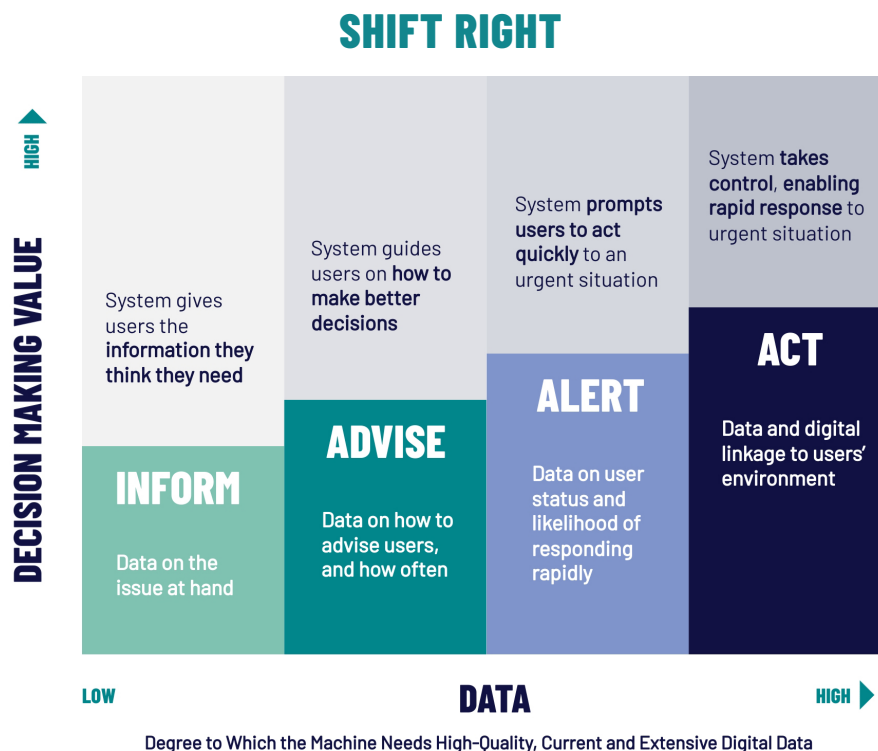 SHIFT RIGHT
HIGH
DECISION MAKING VALUE
System gives
users the
information they
think they need
INFORM
Data on the
issue at hand
System guides
users on how to
make better
decisions
ADVISE
Data on how to
advise users,
and how often
System prompts
users to act
quickly to an
urgent situation
ALERT
Data on user
status and
likelihood of
responding
rapidly
System takes
control, enabling
rapid response to
urgent situation
ACT
Data and digital
linkage to users’
environment
LOW
DATA
HIGH
Degree to Which the Machine Needs High-Quality, Current and Extensive Digital Data